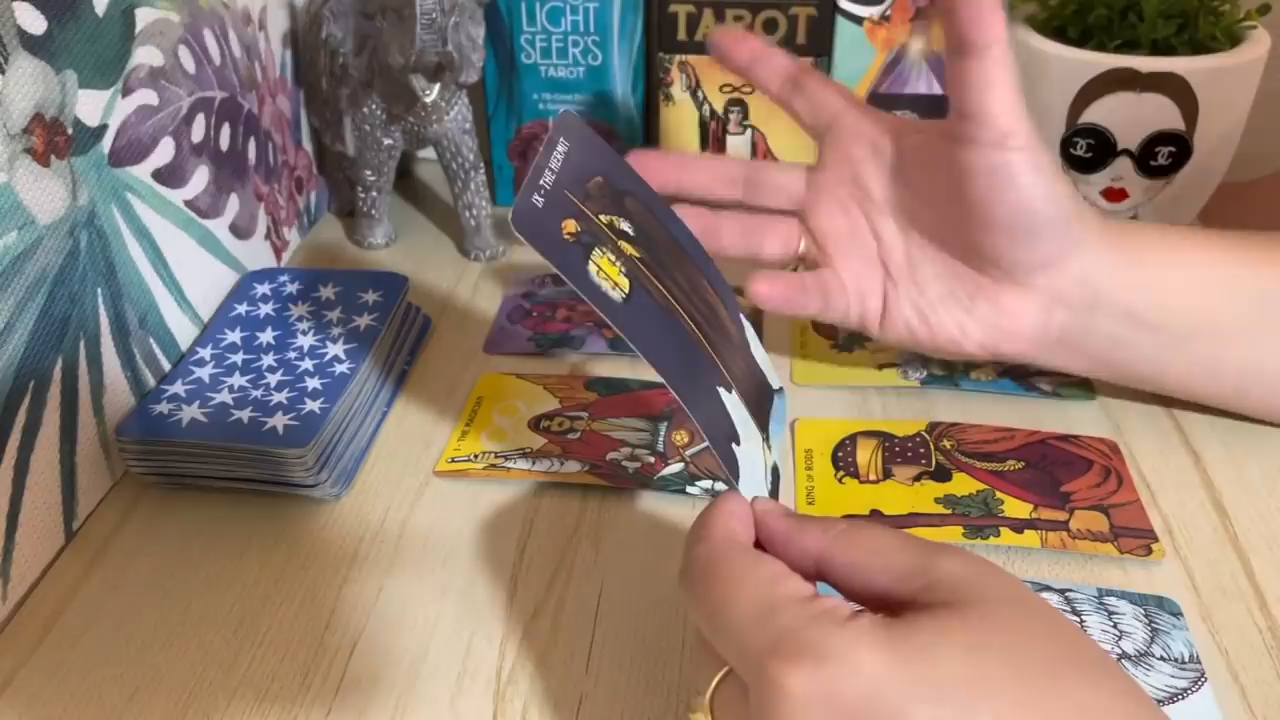 LIGHT
SEER'S
TAROT
TAROT
IX - THE HERMIT
I - THE MAGICIAN
KING OF RODS